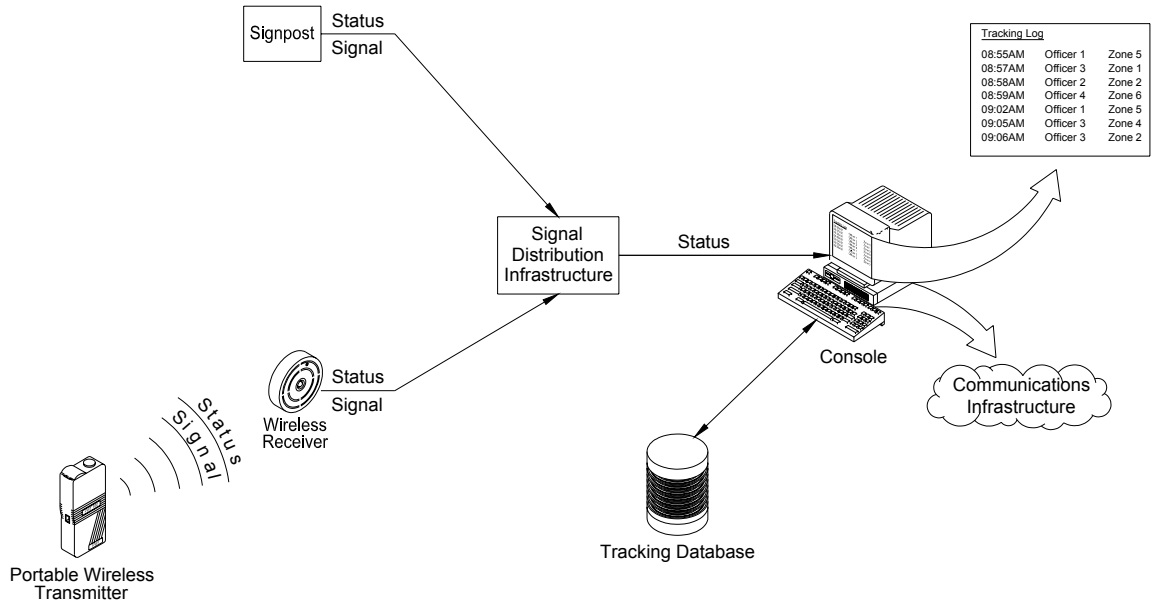 Signpost
Status
Signal
Tracking Log
08:55AM Officer 1 Zone 5
08:57AM Officer 3 Zone 1
08:58AM Officer 2 Zone 2
08:59AM Officer 4 Zone 6
09:02AM Officer 1 Zone 5
09:05AM Officer 3 Zone 4
09:06AM Officer 3 Zone 2
Signal
Distribution
Infrastructure
Status
Console
Communications
Infrastructure
Status
Signal
Wireless
Receiver
Status
Signal
Tracking Database
Portable Wireless
Transmitter